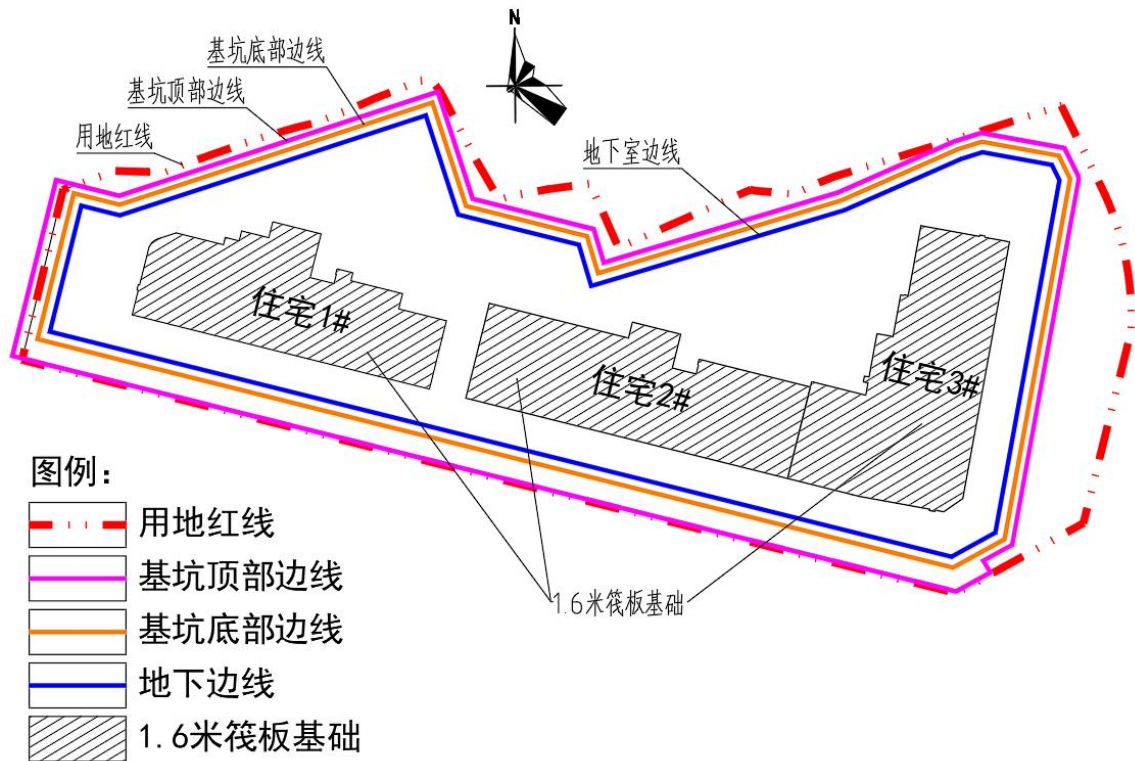 N
基坑底部边线
基坑顶部边线
用地红线
地下室边线
住宅1#
住宅2#
住宅3#
1.6米筏板基础
图例：
用地红线
基坑顶部边线
基坑底部边线
地下边线
1.6米筏板基础